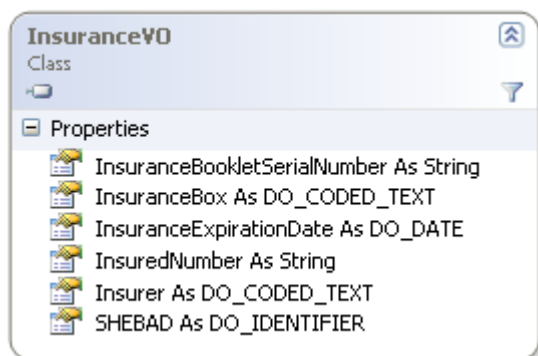 InsuranceVO
Class
Properties
InsuranceBookletSerialNumber As String
InsuranceBox As DO_CODED_TEXT
InsuranceExpirationDate As DO_DATE
InsuredNumber As String
Insurer As DO_CODED_TEXT
SHEBAD As DO_IDENTIFIER